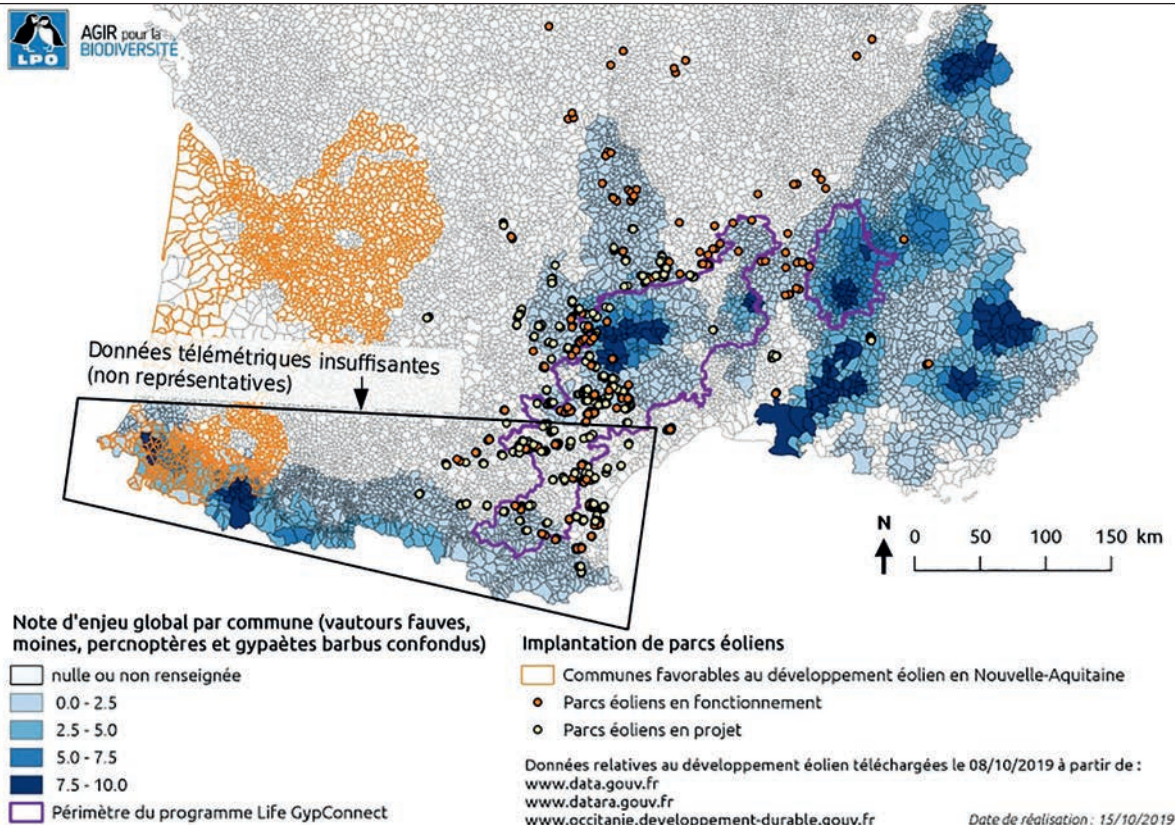 LPO
AGIR pour la
BIODIVERSITÉ
Données télémétriques insuffisantes
(non représentatives)
N
0 50 100 150 km
Note d'enjeu global par commune (vautours fauves,
moines, percnoptères et gypaètes barbus confondus)
nulle ou non renseignée
0.0 - 2.5
2.5 - 5.0
5.0 - 7.5
7.5 - 10.0
Périmètre du programme Life GypConnect
Implantation de parcs éoliens
Communes favorables au développement éolien en Nouvelle-Aquitaine
Parcs éoliens en fonctionnement
Parcs éoliens en projet
Données relatives au développement éolien téléchargées le 08/10/2019 à partir de :
www.data.gouv.fr
www.datara.gouv.fr
www.occitanie.developpement-durable.gouv.fr
Date de réalisation : 15/10/2019